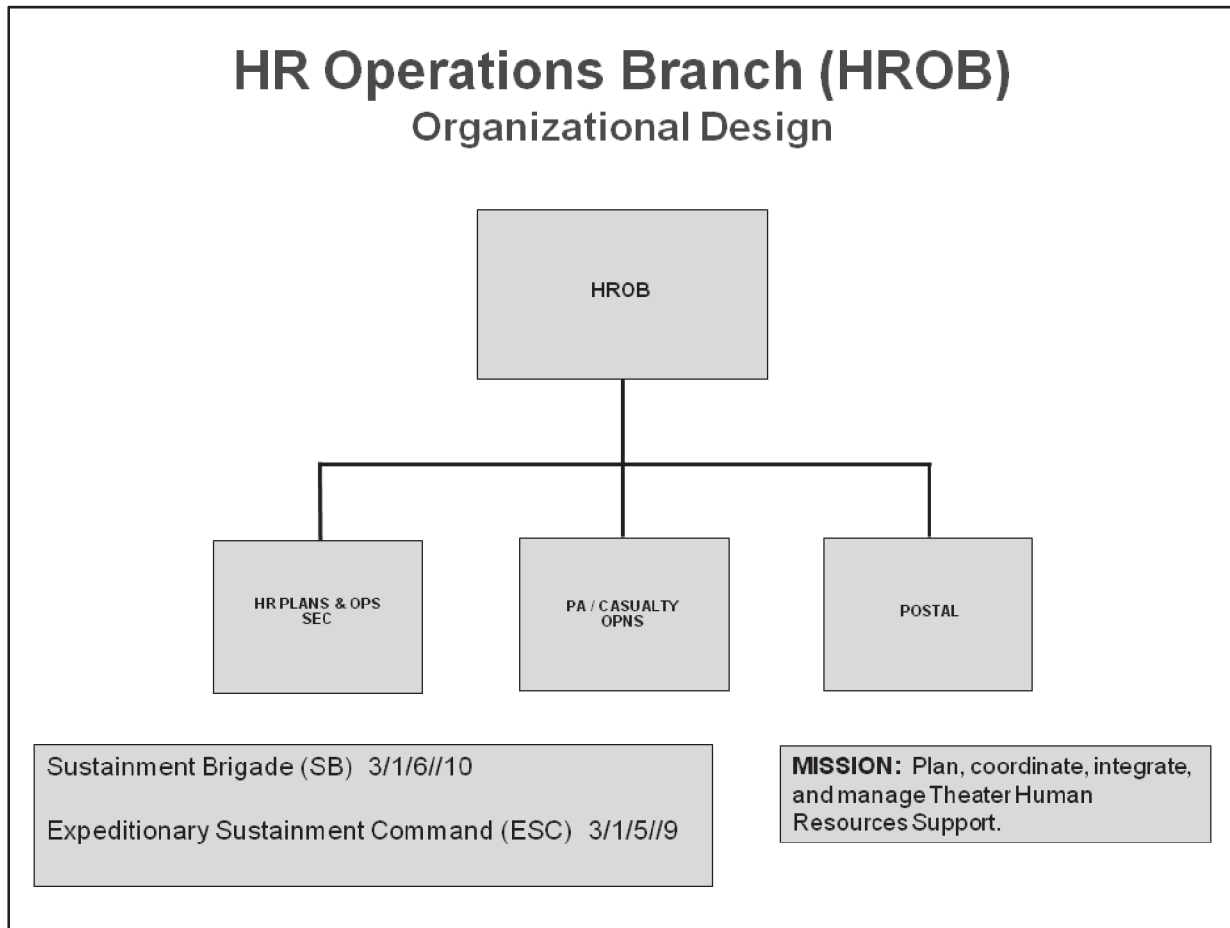 HR Operations Branch (HROB)
Organizational Design
HROB
HR PLANS & OPS
SEC
PA / CASUALTY
OPNS
POSTAL
Sustainment Brigade (SB) 3/1/6//10
Expeditionary Sustainment Command (ESC) 3/1/5//9
MISSION: Plan, coordinate, integrate,
and manage Theater Human
Resources Support.